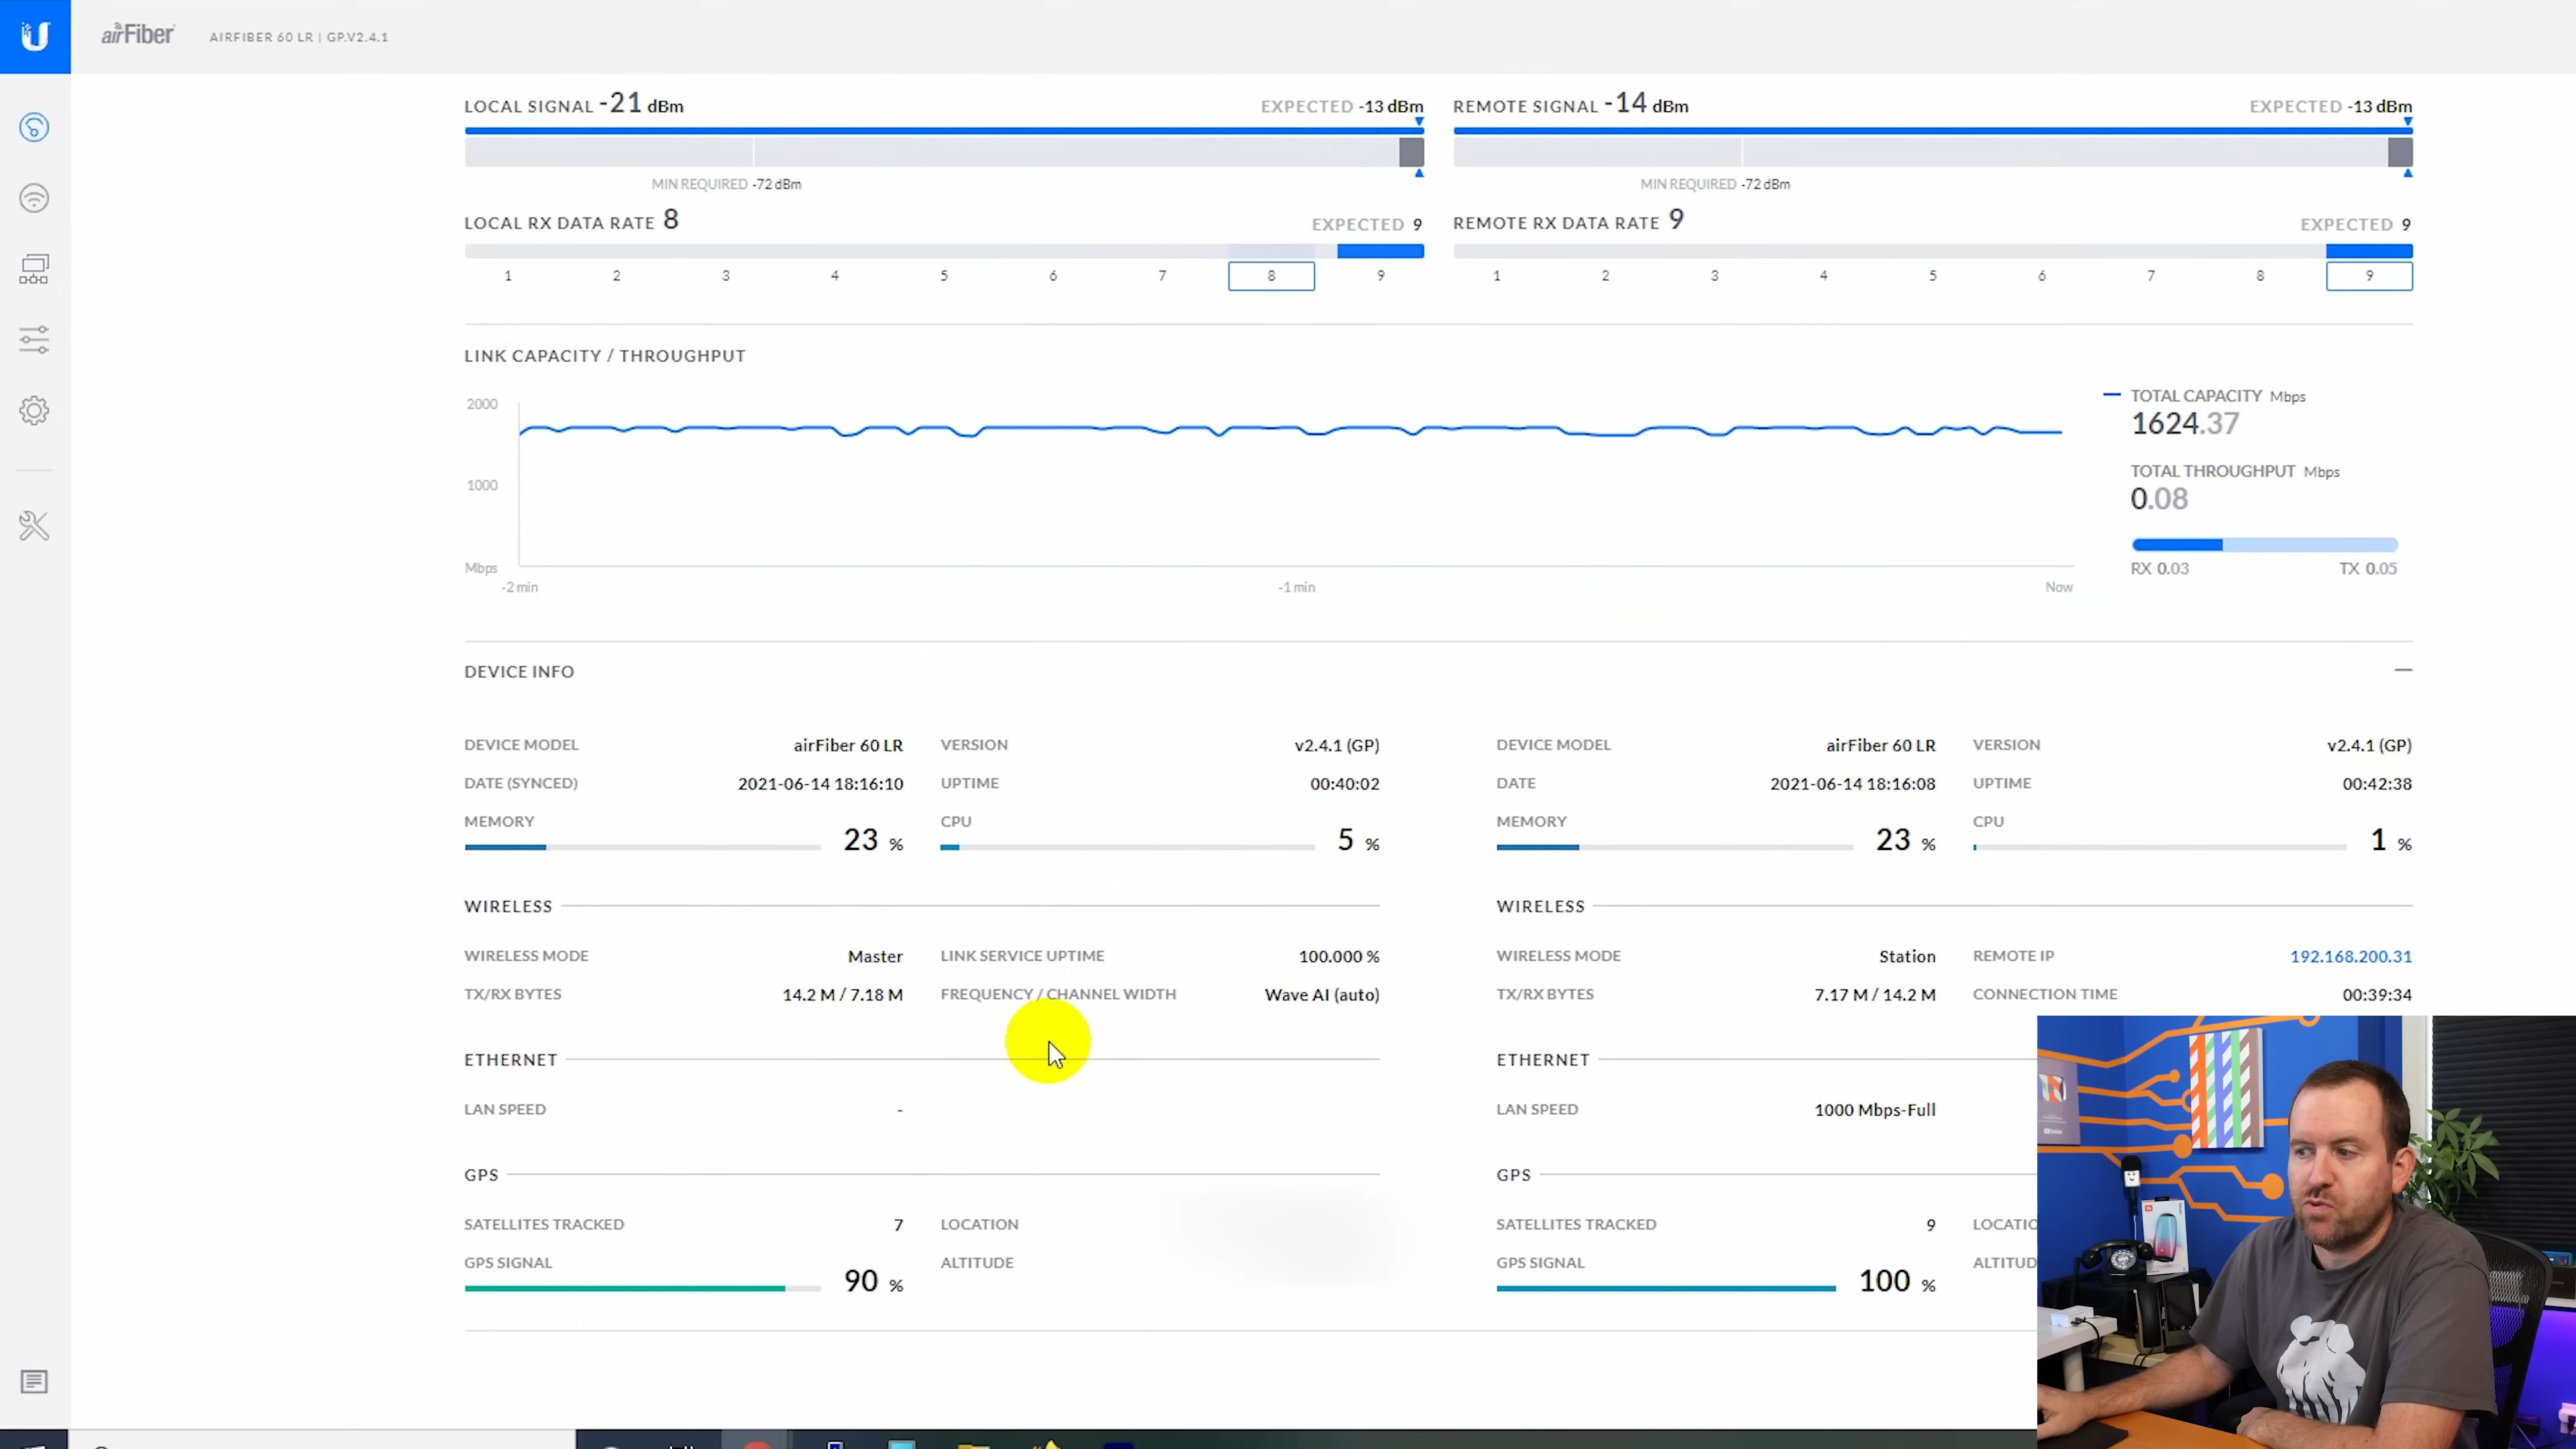 airFiber AIRFIBER 60 LR | GP.V2.4.1
LOCAL SIGNAL -21 dBm EXPECTED -13 dBm
MIN REQUIRED -72 dBm
LOCAL RX DATA RATE 8 EXPECTED 9
1 2 3 4 5 6 7 8 9
REMOTE SIGNAL -14 dBm EXPECTED -13 dBm
MIN REQUIRED -72 dBm
REMOTE RX DATA RATE 9 EXPECTED 9
1 2 3 4 5 6 7 8 9
LINK CAPACITY / THROUGHPUT
2000
1000
Mbps
-2 min -1 min Now
TOTAL CAPACITY Mbps
1624.37
TOTAL THROUGHPUT Mbps
0.08
RX 0.03 TX 0.05
DEVICE INFO
DEVICE MODEL airFiber 60 LR VERSION v2.4.1 (GP)
DATE (SYNCED) 2021-06-14 18:16:10 UPTIME 00:40:02
MEMORY 23 % CPU 5 %
WIRELESS
WIRELESS MODE Master LINK SERVICE UPTIME 100.000 %
TX/RX BYTES 14.2 M / 7.18 M FREQUENCY / CHANNEL WIDTH Wave AI (auto)
ETHERNET
LAN SPEED -
GPS
SATELLITES TRACKED 7 LOCATION
GPS SIGNAL 90 % ALTITUDE
DEVICE MODEL airFiber 60 LR VERSION v2.4.1 (GP)
DATE 2021-06-14 18:16:08 UPTIME 00:42:38
MEMORY 23 % CPU 1 %
WIRELESS
WIRELESS MODE Station REMOTE IP 192.168.200.31
TX/RX BYTES 7.17 M / 14.2 M CONNECTION TIME 00:39:34
ETHERNET
LAN SPEED 1000 Mbps-Full
GPS
SATELLITES TRACKED 9 LOCATIO
GPS SIGNAL 100 % ALTITUD